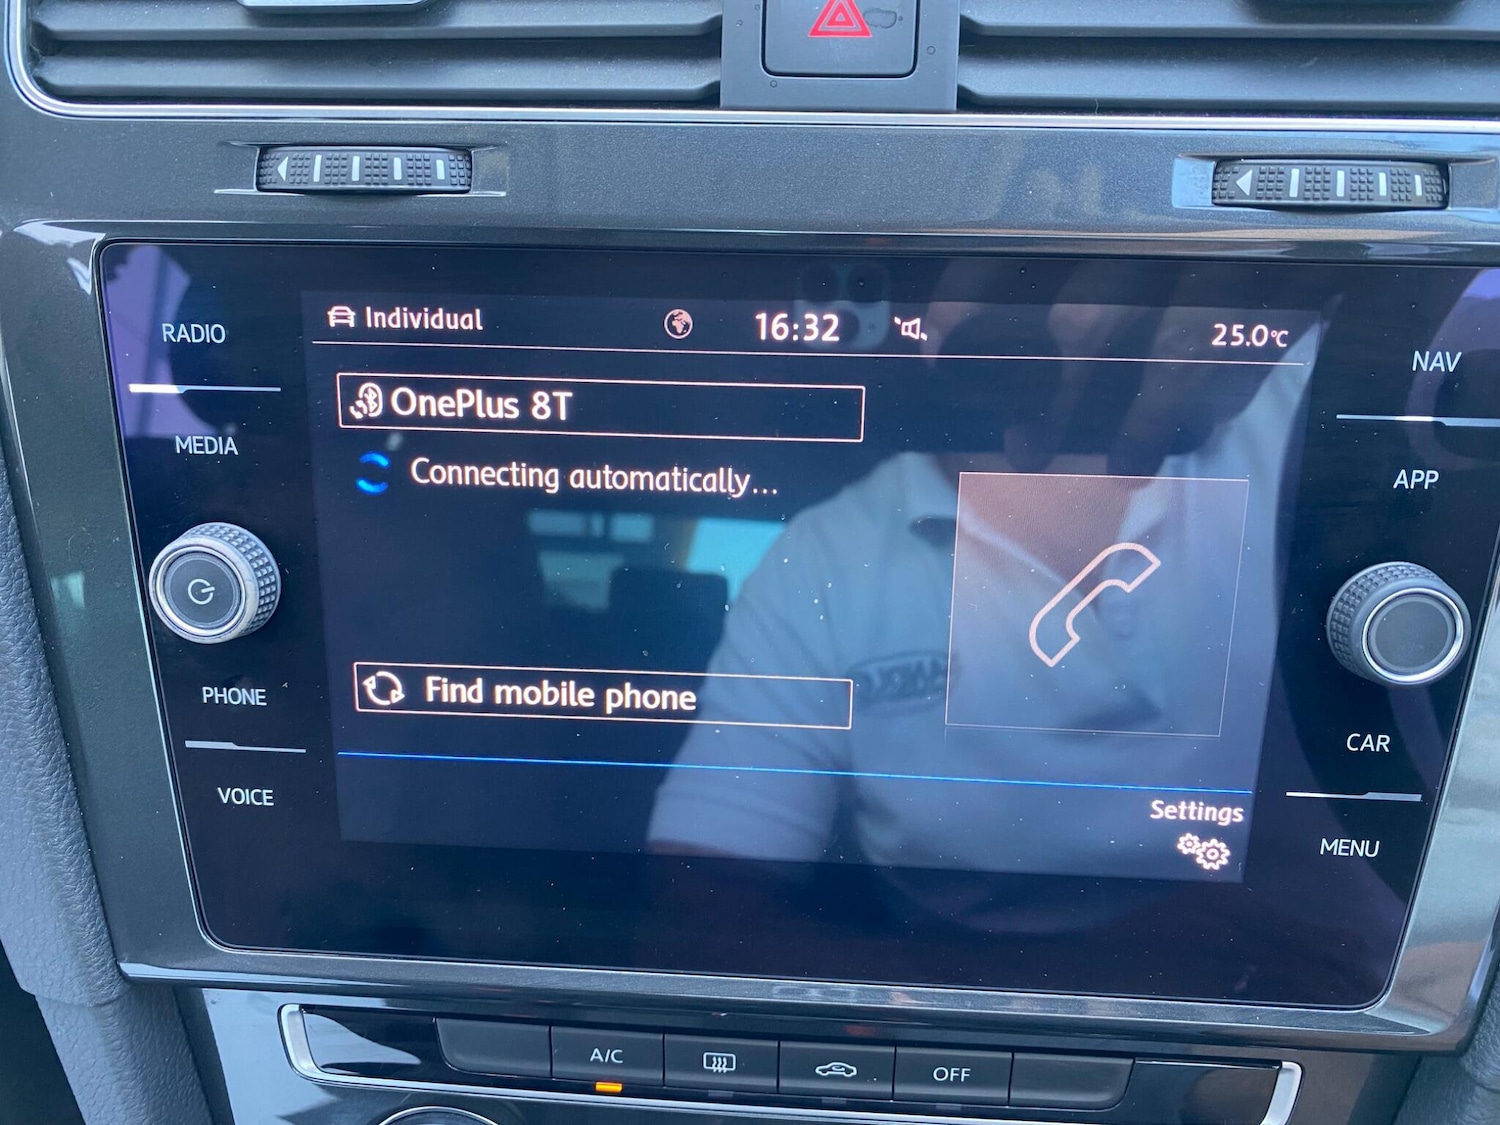 RADIO
MEDIA
PHONE
VOICE
Individual
16:32
25.0°C
OnePlus 8T
Connecting automatically...
Find mobile phone
Settings
NAV
APP
CAR
MENU
A/C
OFF